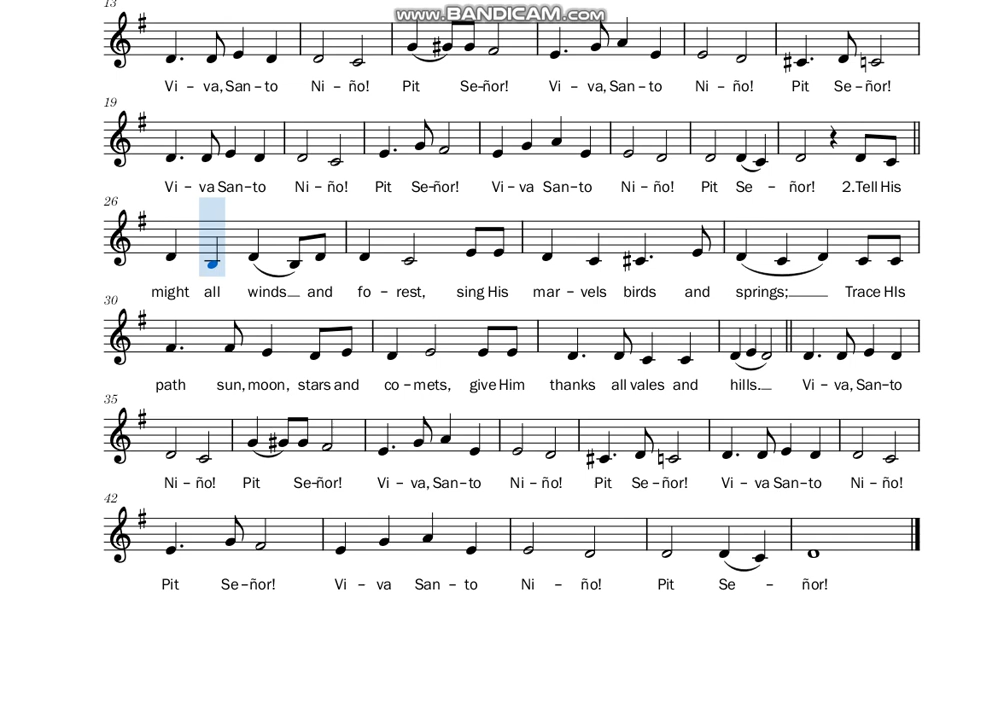 www.BANDICAM.com
13
Vi – va, San – to Ni – ño! Pit Se-ñor! Vi – va, San – to Ni – ño! Pit Se – ñor!
19
Vi – va San – to Ni – ño! Pit Se-ñor! Vi – va San – to Ni – ño! Pit Se – ñor! 2.Tell His
26
might all winds__ and fo – rest, sing His mar – vels birds and springs;____ Trace HIs
30
path sun, moon, stars and co – mets, give Him thanks all vales and hills.__ Vi – va, San – to
35
Ni – ño! Pit Se-ñor! Vi – va, San – to Ni – ño! Pit Se – ñor! Vi – va San – to Ni – ño!
42
Pit Se – ñor! Vi – va San – to Ni – ño! Pit Se – ñor!